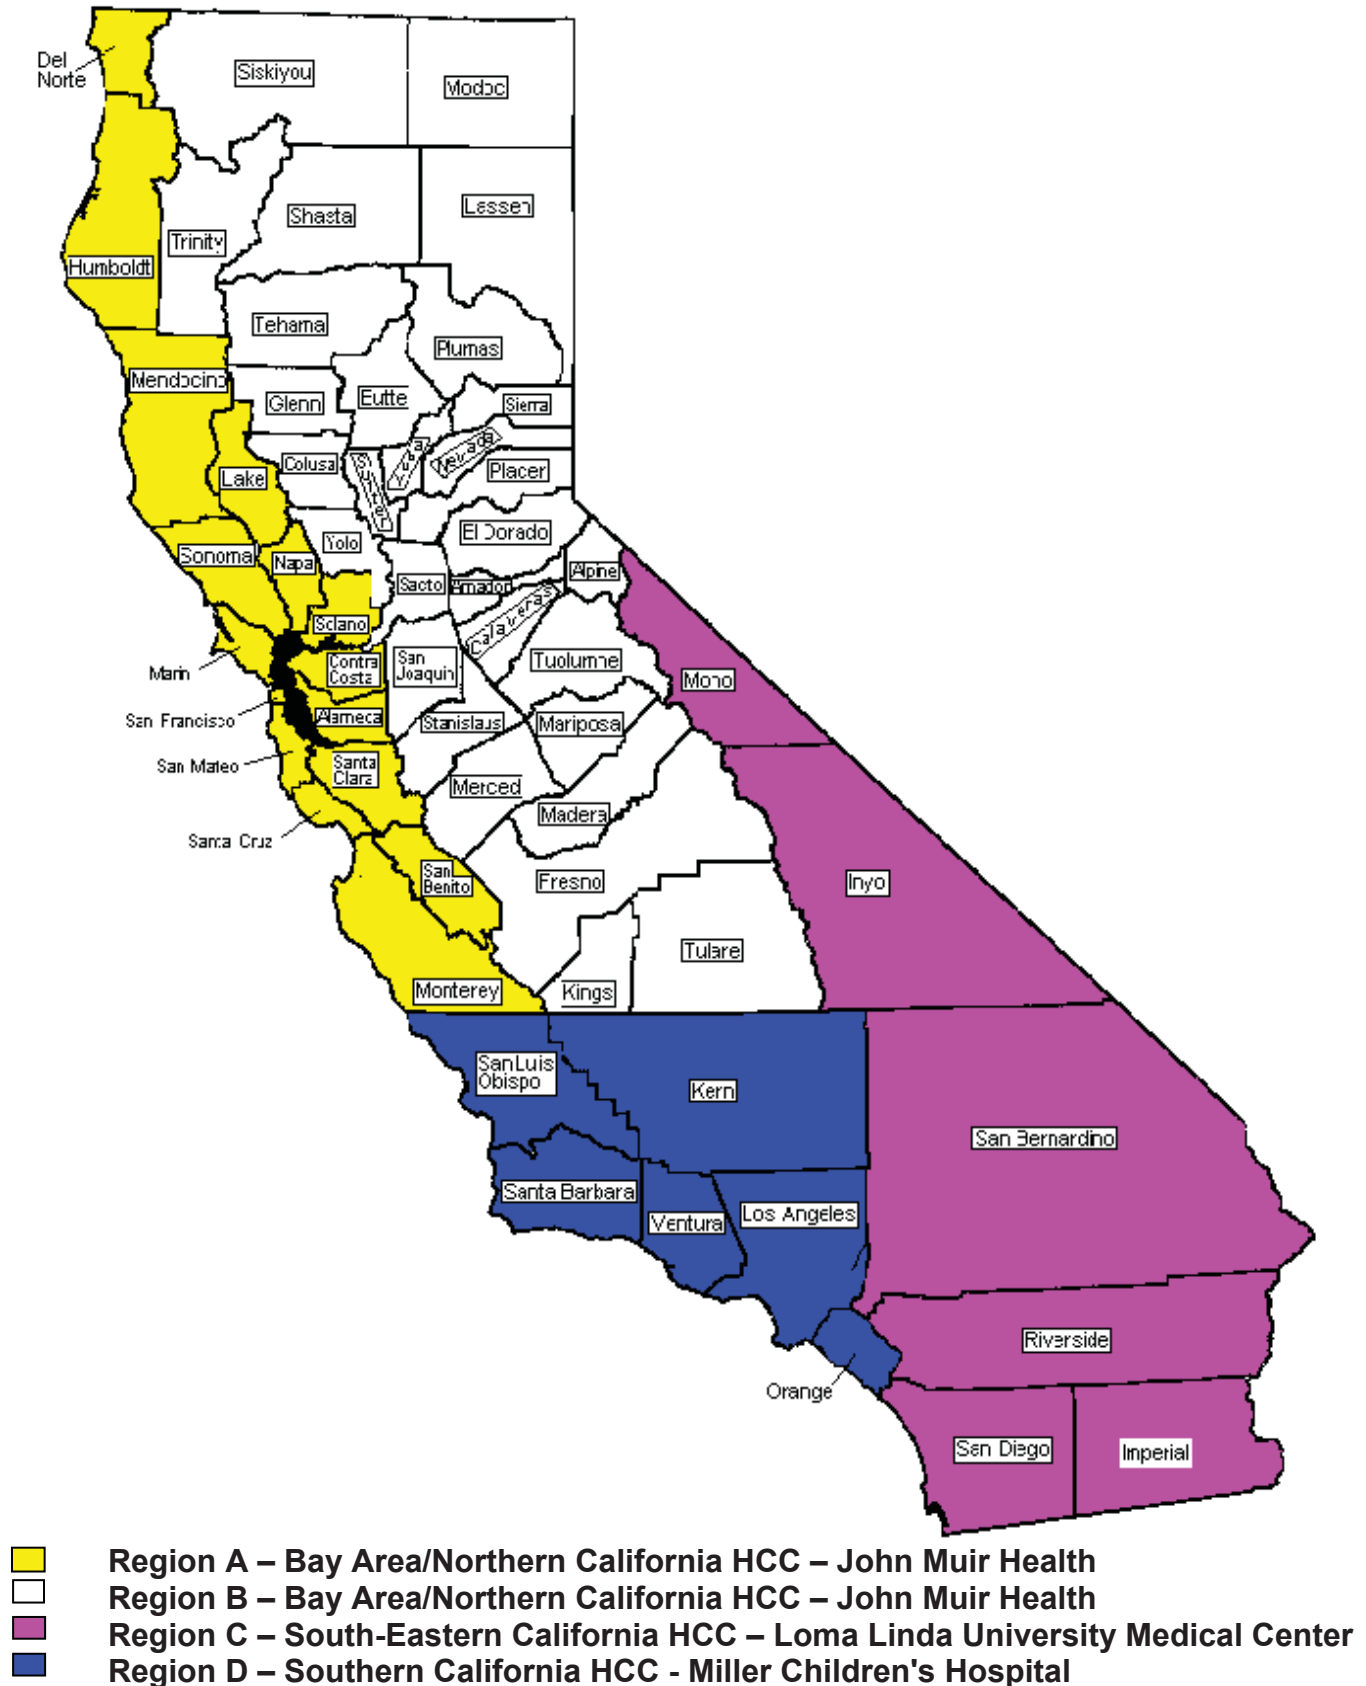 Del
Norte
Siskiyou
Modoc
Trinity
Shasta
Lassen
Humboldt
Tehama
Plumas
Mendocino
Glenn
Eutte
Sierra
Lake
Colusa
Sutter
Yuba
Nevada
Placer
Sonoma
Napa
Yolo
El Dorado
Sacto
Amador
Alpine
Solano
Calaveras
Marin
Contra
Costa
San
Joaquin
Tuolumne
Mono
San Francisco
Alameda
Stanislaus
Mariposa
San Mateo
Santa
Clara
Merced
Madera
Santa Cruz
San
Benito
Fresno
Inyo
Monterey
Kings
Tulare
San Luis
Obispo
Kern
San Bernardino
Santa Barbara
Ventura
Los Angeles
Riverside
Orange
San Diego
Imperial
Region A – Bay Area/Northern California HCC – John Muir Health
Region B – Bay Area/Northern California HCC – John Muir Health
Region C – South-Eastern California HCC – Loma Linda University Medical Center
Region D – Southern California HCC - Miller Children's Hospital